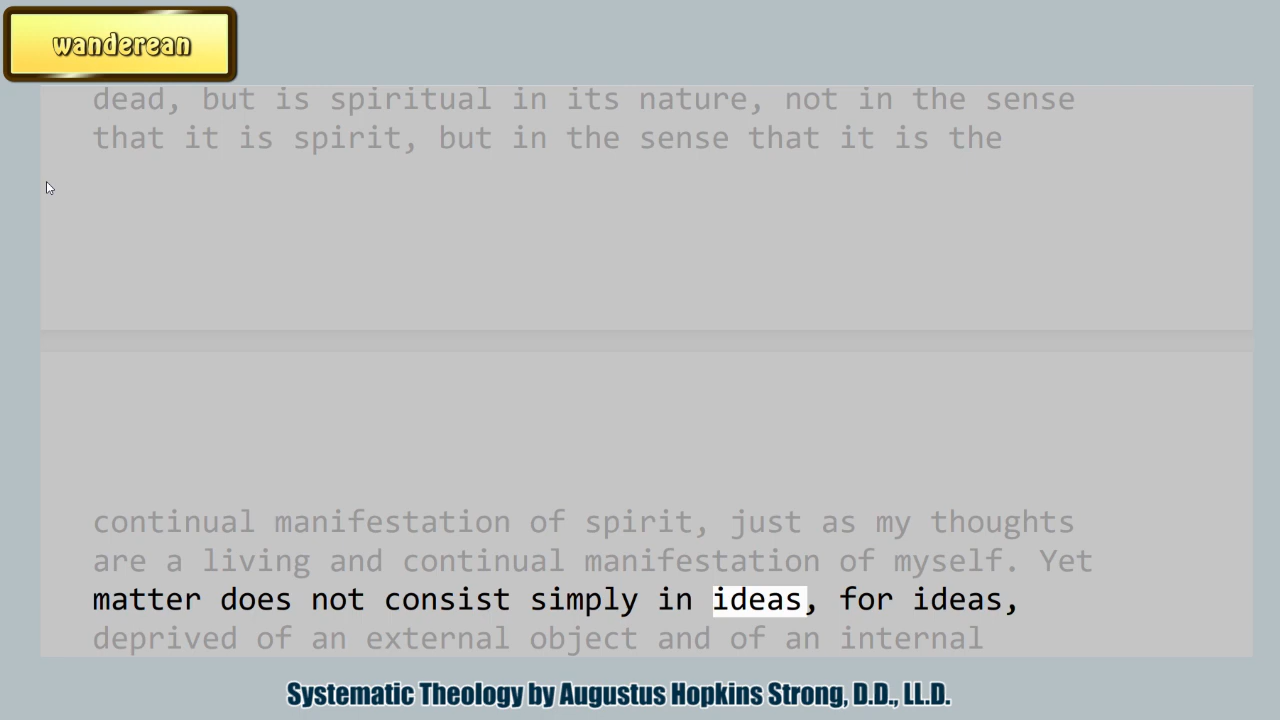 wanderean
dead, but is spiritual in its nature, not in the sense
that it is spirit, but in the sense that it is the
continual manifestation of spirit, just as my thoughts
are a living and continual manifestation of myself. Yet
matter does not consist simply in ideas, for ideas,
deprived of an external object and of an internal
Systematic Theology by Augustus Hopkins Strong, D.D., LL.D.